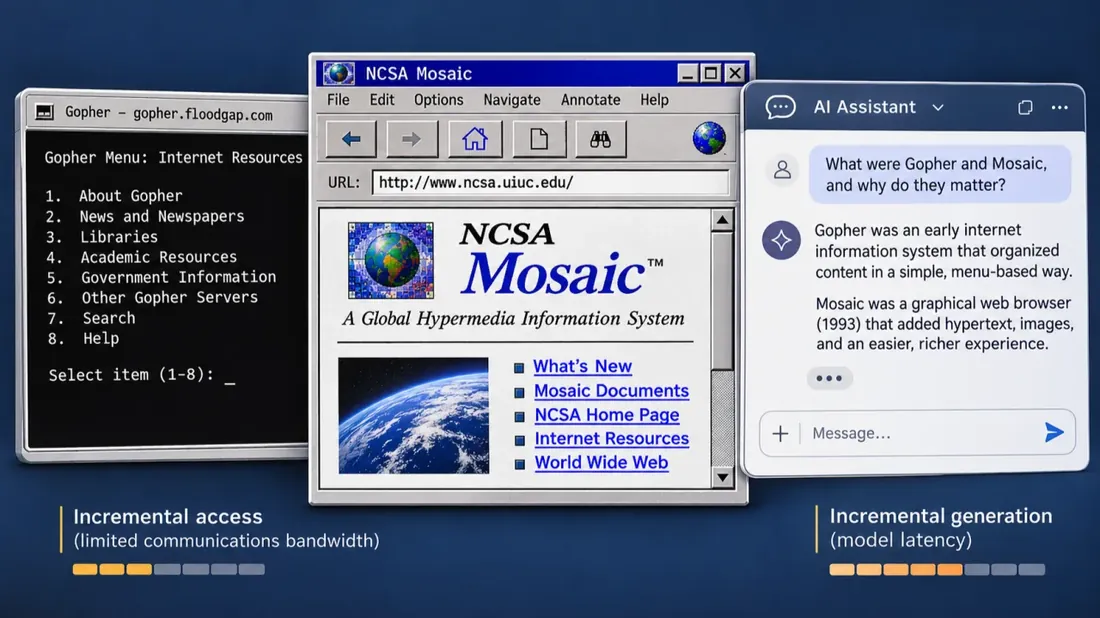 Gopher – gopher.floodgap.com
Gopher Menu: Internet Resources
1. About Gopher
2. News and Newspapers
3. Libraries
4. Academic Resources
5. Government Information
6. Other Gopher Servers
7. Search
8. Help
Select item (1-8): _
NCSA Mosaic
File Edit Options Navigate Annotate Help
URL: http://www.ncsa.uiuc.edu/
NCSA
Mosaic™
A Global Hypermedia Information System
What's New
Mosaic Documents
NCSA Home Page
Internet Resources
World Wide Web
AI Assistant
What were Gopher and Mosaic,
and why do they matter?
Gopher was an early internet
information system that organized
content in a simple, menu-based way.
Mosaic was a graphical web browser
(1993) that added hypertext, images,
and an easier, richer experience.
Message...
Incremental access
(limited communications bandwidth)
Incremental generation
(model latency)